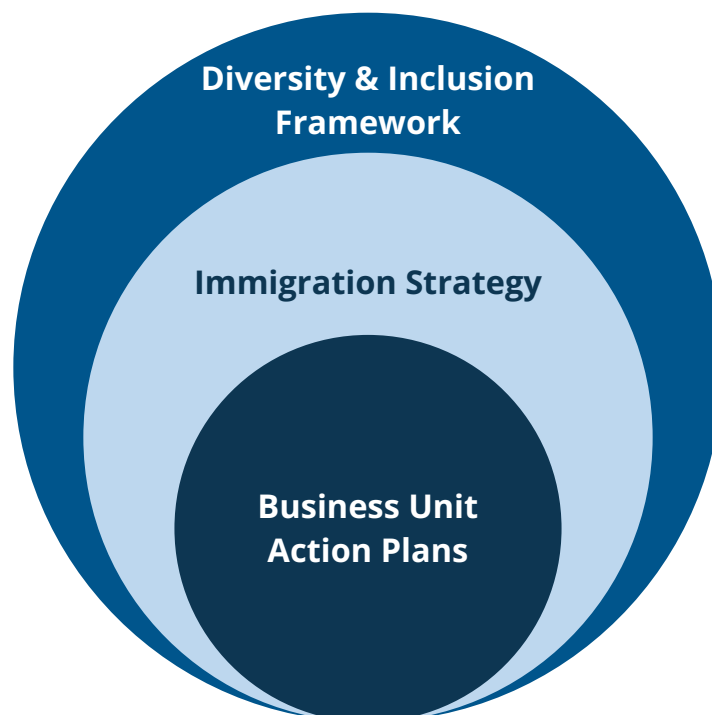 Diversity & Inclusion
Framework
Immigration Strategy
Business Unit
Action Plans